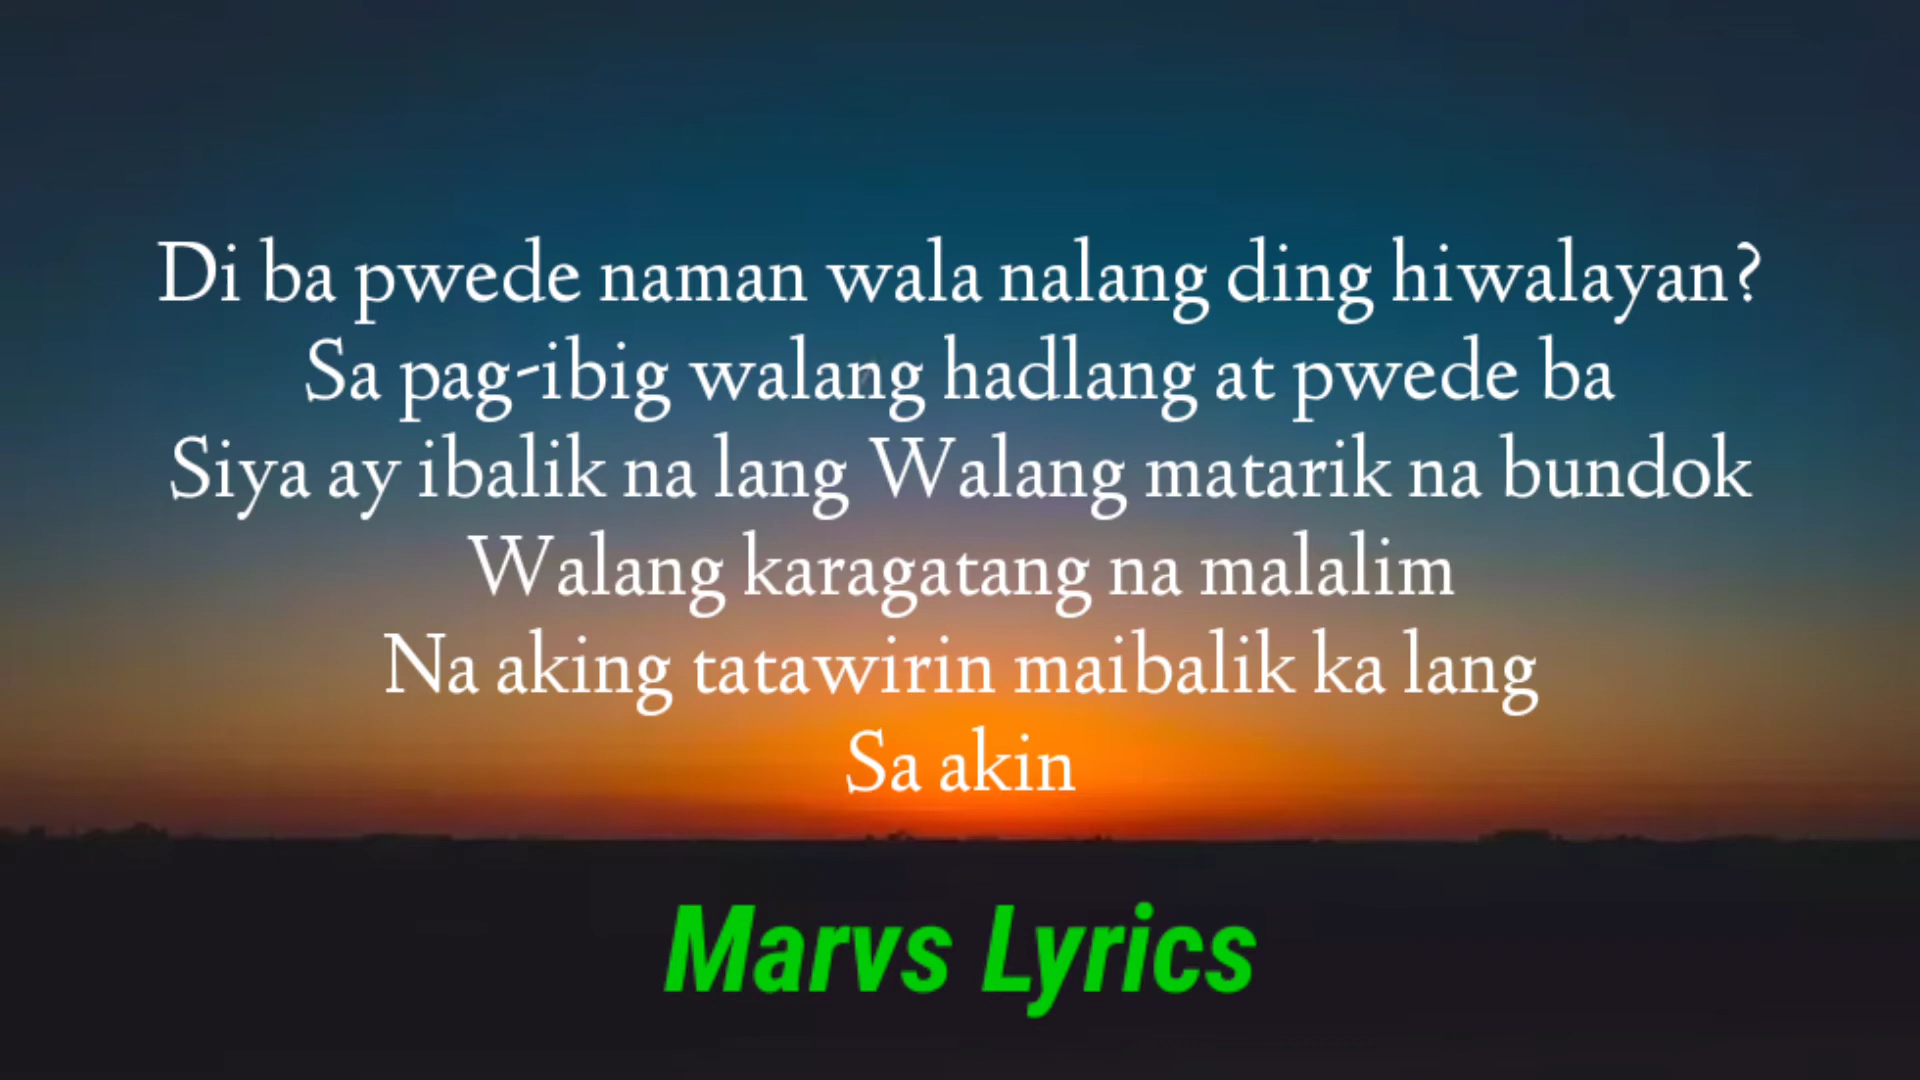 Di ba pwede naman wala nalang ding hiwalayan?
Sa pag-ibig walang hadlang at pwede ba
Siya ay ibalik na lang Walang matarik na bundok
Walang karagatang na malalim
Na aking tatawirin maibalik ka lang
Sa akin
Marvs Lyrics